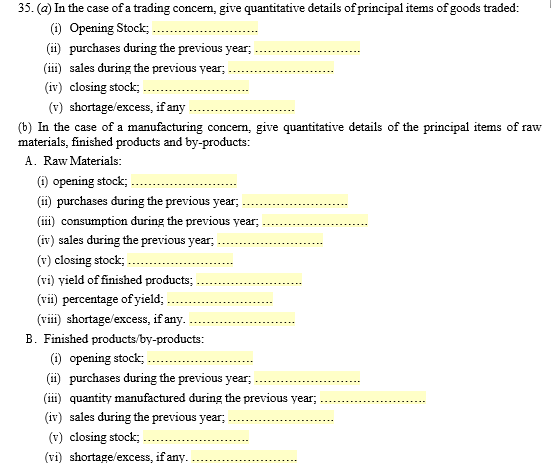 35. (a) In the case of a trading concern, give quantitative details of principal items of goods traded:
(i) Opening Stock; ..........................
(ii) purchases during the previous year; ..........................
(iii) sales during the previous year; ..........................
(iv) closing stock; ..........................
(v) shortage/excess, if any ..........................
(b) In the case of a manufacturing concern, give quantitative details of the principal items of raw
materials, finished products and by-products:
A. Raw Materials:
(i) opening stock; ..........................
(ii) purchases during the previous year; ..........................
(iii) consumption during the previous year; ..........................
(iv) sales during the previous year; ..........................
(v) closing stock; ..........................
(vi) yield of finished products; ..........................
(vii) percentage of yield; ..........................
(viii) shortage/excess, if any. ..........................
B. Finished products/by-products:
(i) opening stock; ..........................
(ii) purchases during the previous year; ..........................
(iii) quantity manufactured during the previous year; ..........................
(iv) sales during the previous year; ..........................
(v) closing stock; ..........................
(vi) shortage/excess, if any. ..........................